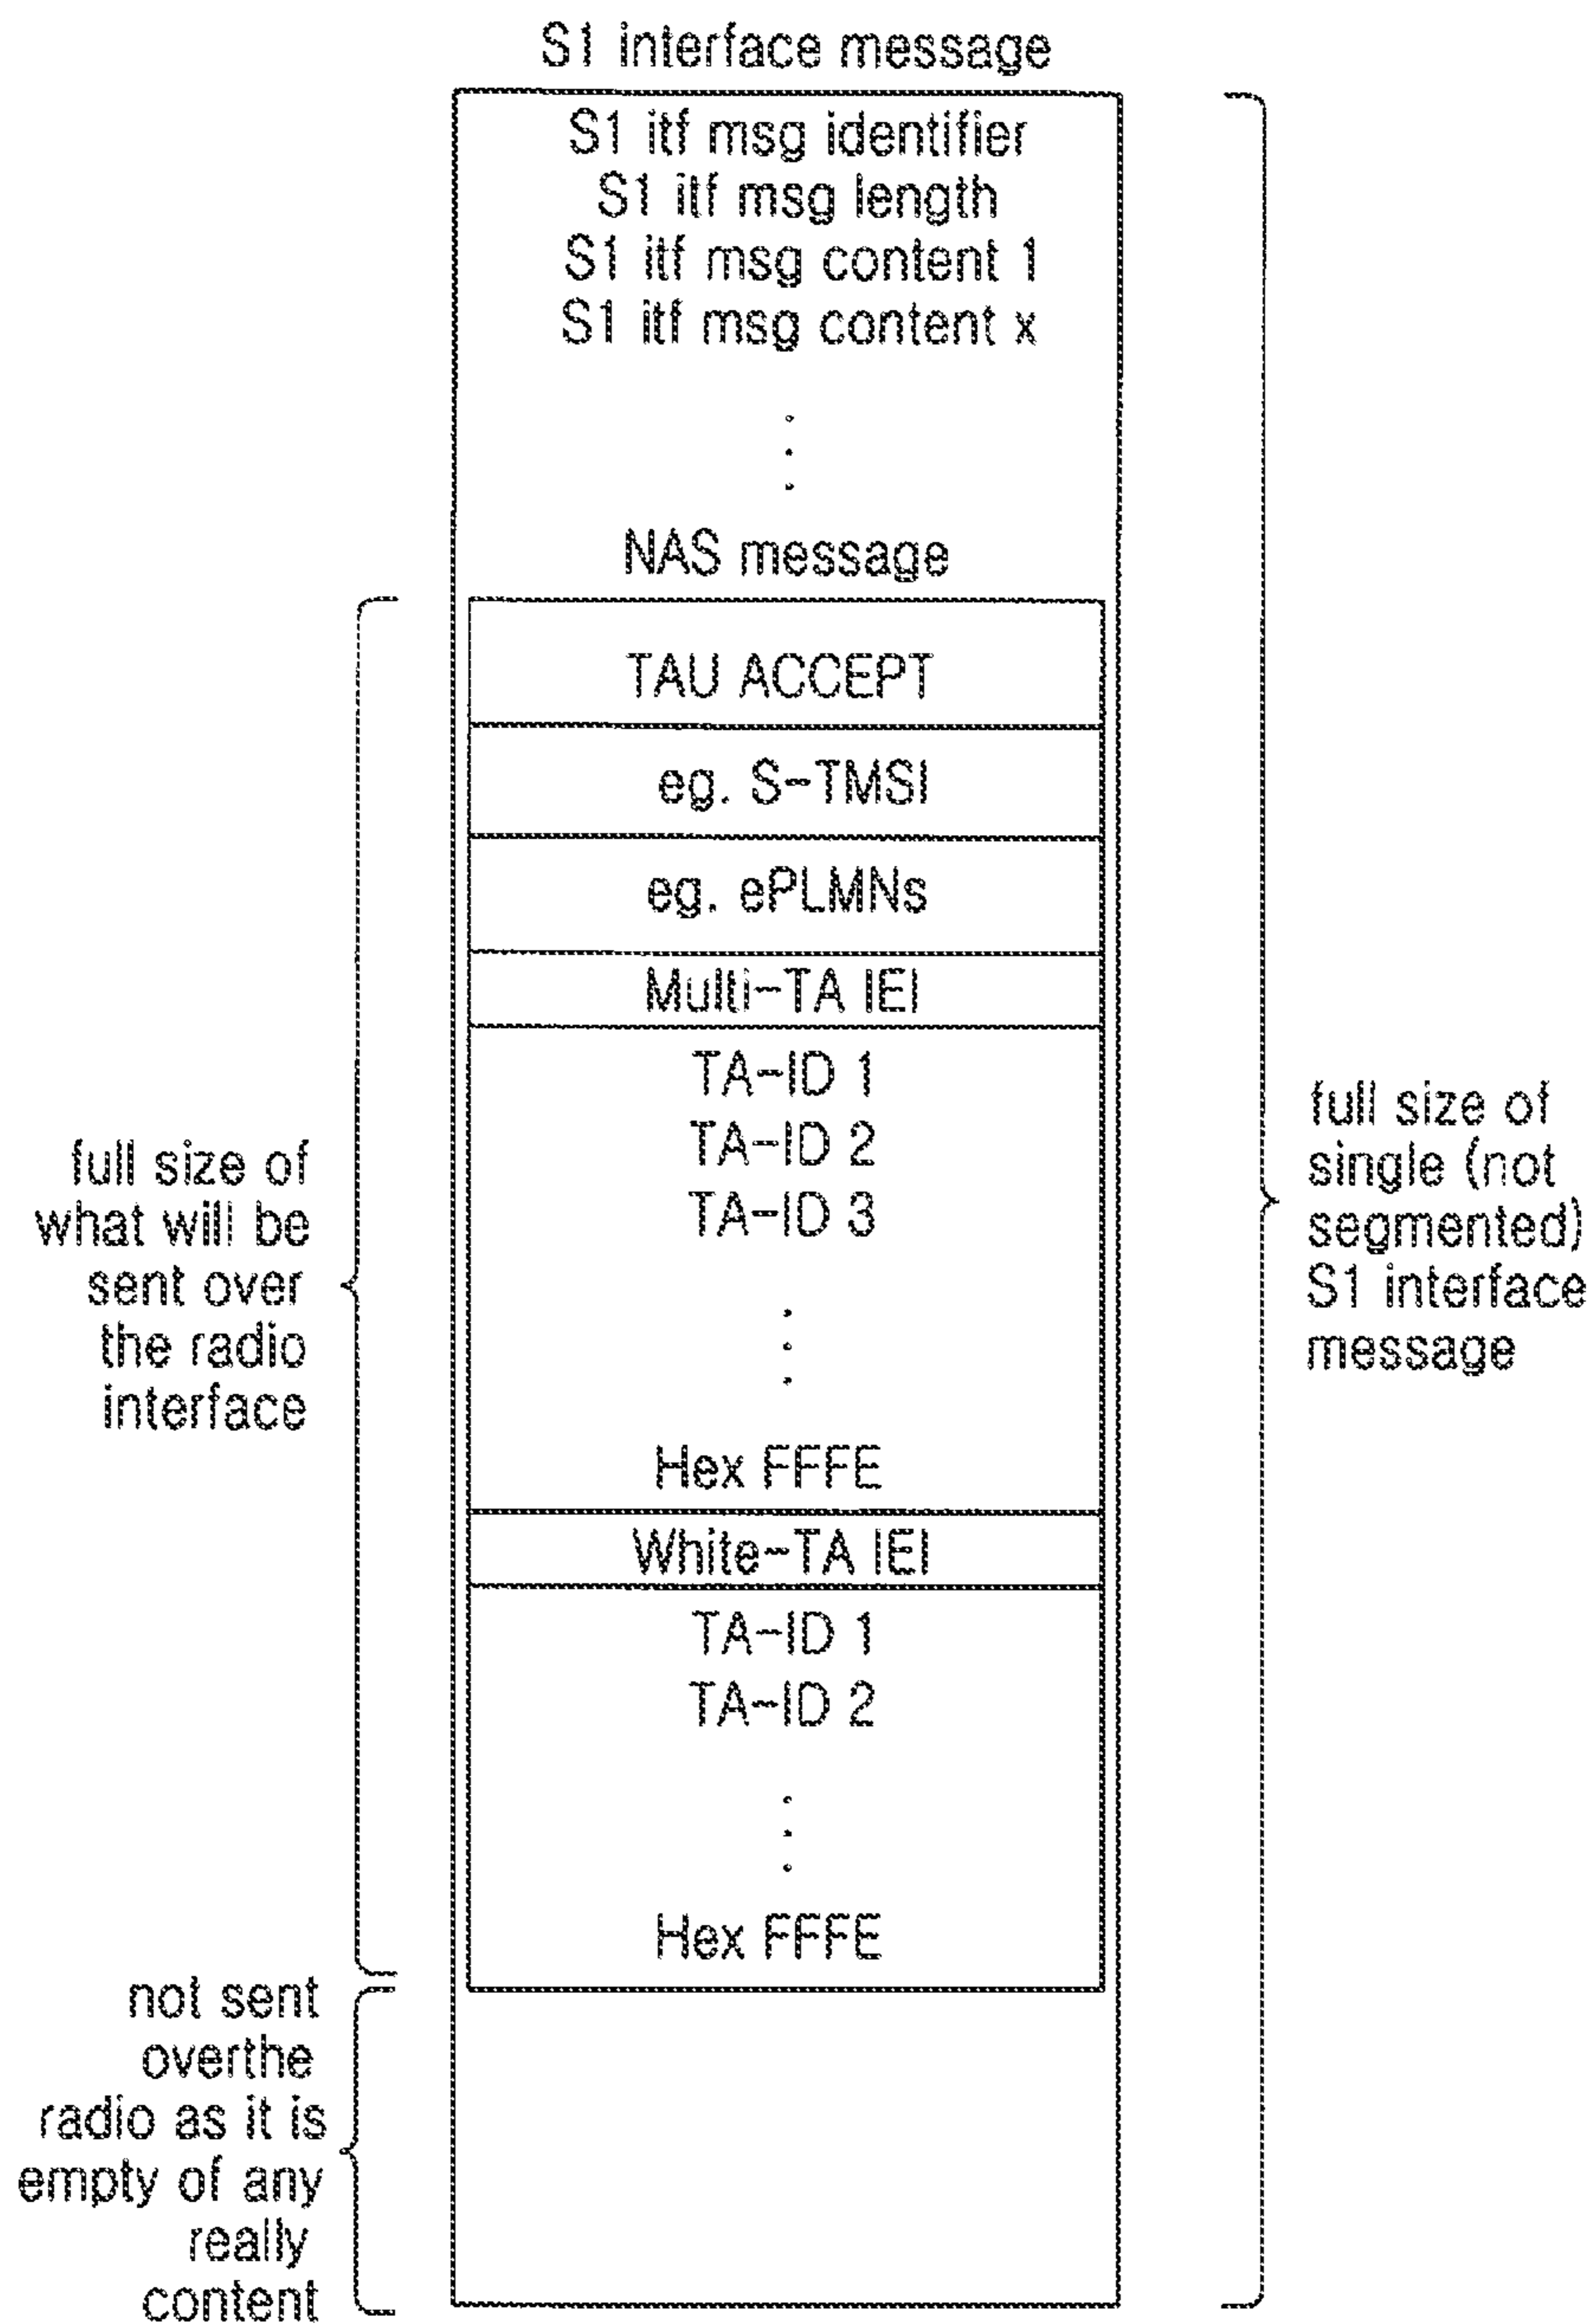 S1 interface message
S1 itf msg identifier
S1 itf msg length
S1 itf msg content 1
S1 itf msg content x
NAS message
TAU ACCEPT
eg. S-TMSI
eg. ePLMNs
Multi-TA IEI
TA-ID 1
TA-ID 2
TA-ID 3
Hex FFFE
White-TA IEI
TA-ID 1
TA-ID 2
Hex FFFE
full size of
what will be
sent over
the radio
interface
not sent
overthe
radio as it is
empty of any
really
content
full size of
single (not
segmented)
S1 interface
message